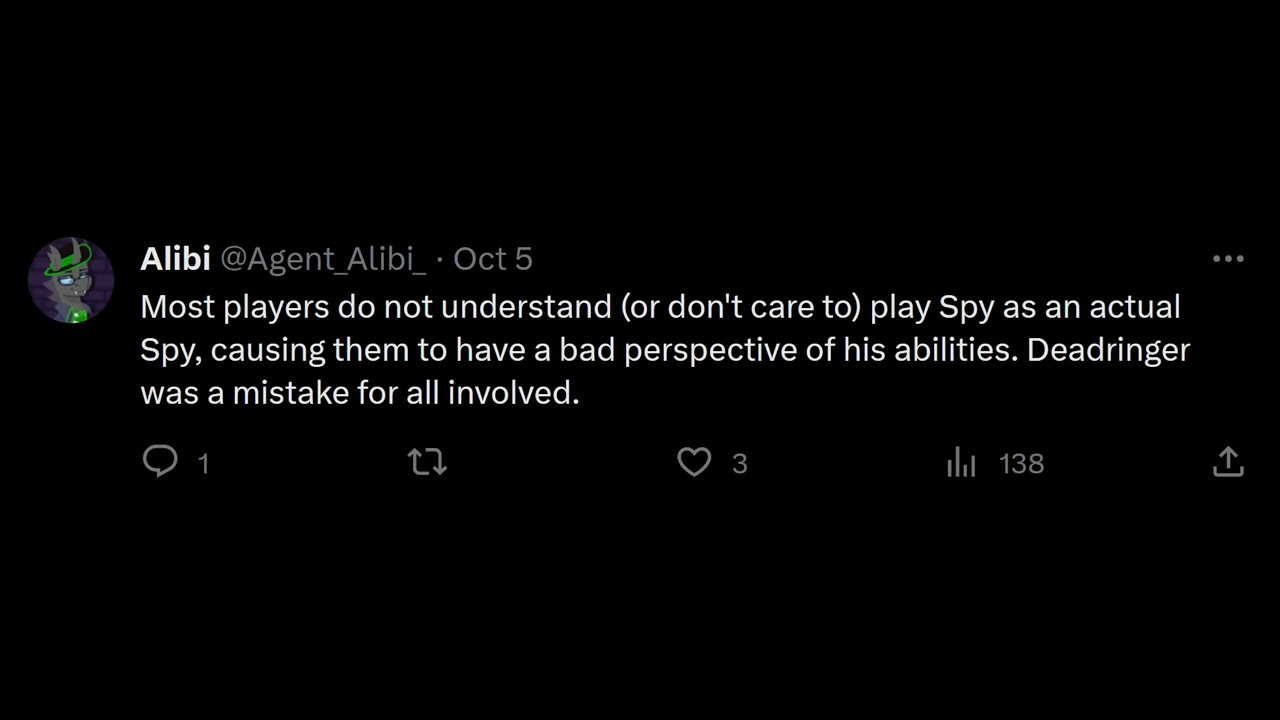 Alibi @Agent_Alibi_ · Oct 5
Most players do not understand (or don't care to) play Spy as an actual
Spy, causing them to have a bad perspective of his abilities. Deadringer
was a mistake for all involved.
1 3 138